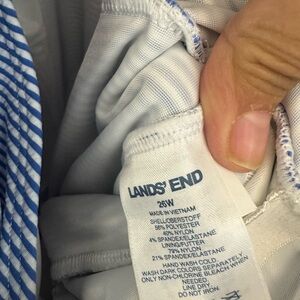 LANDS' END
26W
MADE IN VIETNAM
SHELL/OBERSTOFF
56% POLYESTER
40% NYLON
4% SPANDEX/ELASTANE
LINING/FUTTER
79% NYLON
21% SPANDEX/ELASTANE
HAND WASH COLD
WASH DARK COLORS SEPARATELY
ONLY NON-CHLORINE BLEACH WHEN
NEEDED
LINE DRY
DO NOT IRON